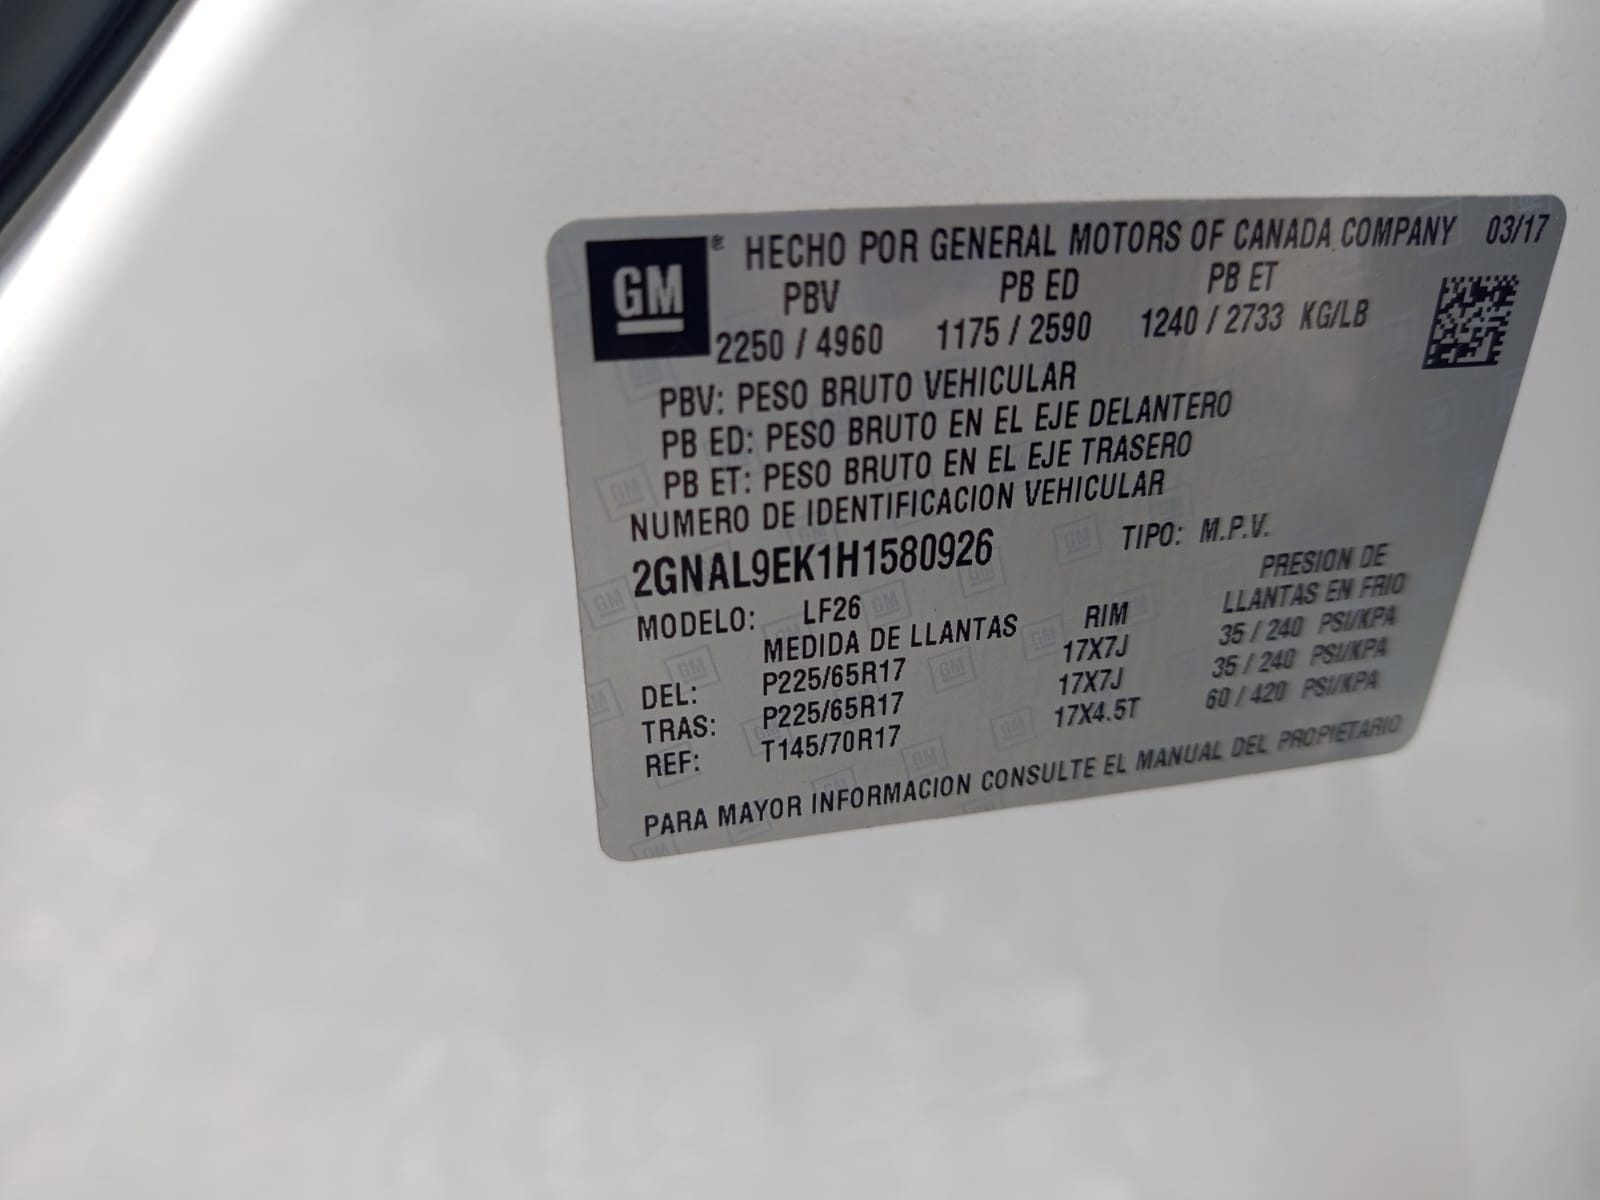 GM ® HECHO POR GENERAL MOTORS OF CANADA COMPANY 03/17
PBV PB ED PB ET
2250 / 4960 1175 / 2590 1240 / 2733 KG/LB
PBV: PESO BRUTO VEHICULAR
PB ED: PESO BRUTO EN EL EJE DELANTERO
PB ET: PESO BRUTO EN EL EJE TRASERO
NUMERO DE IDENTIFICACION VEHICULAR
2GNAL9EK1H1580926 TIPO: M.P.V.
MODELO: LF26
MEDIDA DE LLANTAS RIM PRESION DE LLANTAS EN FRIO
DEL: P225/65R17 17X7J 35 / 240 PSI/KPA
TRAS: P225/65R17 17X7J 35 / 240 PSI/KPA
REF: T145/70R17 17X4.5T 60 / 420 PSI/KPA
PARA MAYOR INFORMACION CONSULTE EL MANUAL DEL PROPIETARIO